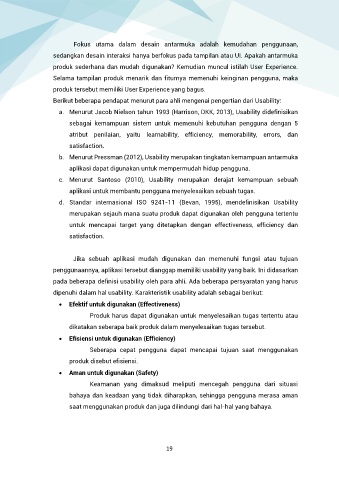 Fokus utama dalam desain antarmuka adalah kemudahan penggunaan,
sedangkan desain interaksi hanya berfokus pada tampilan atau UI. Apakah antarmuka
produk sederhana dan mudah digunakan? Kemudian muncul istilah User Experience.
Selama tampilan produk menarik dan fiturnya memenuhi keinginan pengguna, maka
produk tersebut memiliki User Experience yang bagus.
Berikut beberapa pendapat menurut para ahli mengenai pengertian dari Usability:
a. Menurut Jacob Nielson tahun 1993 (Harrison, DKK, 2013), Usability didefinisikan
sebagai kemampuan sistem untuk memenuhi kebutuhan pengguna dengan 5
atribut penilaian, yaitu learnability, efficiency, memorability, errors, dan
satisfaction.
b. Menurut Pressman (2012), Usability merupakan tingkatan kemampuan antarmuka
aplikasi dapat digunakan untuk mempermudah hidup pengguna.
c. Menurut Santoso (2010), Usability merupakan derajat kemampuan sebuah
aplikasi untuk membantu pengguna menyelesaikan sebuah tugas.
d. Standar internasional ISO 9241-11 (Bevan, 1995), mendefinisikan Usability
merupakan sejauh mana suatu produk dapat digunakan oleh pengguna tertentu
untuk mencapai target yang ditetapkan dengan effectiveness, efficiency dan
satisfaction.
Jika sebuah aplikasi mudah digunakan dan memenuhi fungsi atau tujuan
penggunaannya, aplikasi tersebut dianggap memiliki usability yang baik. Ini didasarkan
pada beberapa definisi usability oleh para ahli. Ada beberapa persyaratan yang harus
dipenuhi dalam hal usability. Karakteristik usability adalah sebagai berikut:
• Efektif untuk digunakan (Effectiveness)
Produk harus dapat digunakan untuk menyelesaikan tugas tertentu atau
dikatakan seberapa baik produk dalam menyelesaikan tugas tersebut.
• Efisiensi untuk digunakan (Efficiency)
Seberapa cepat pengguna dapat mencapai tujuan saat menggunakan
produk disebut efisiensi.
• Aman untuk digunakan (Safety)
Keamanan yang dimaksud meliputi mencegah pengguna dari situasi
bahaya dan keadaan yang tidak diharapkan, sehingga pengguna merasa aman
saat menggunakan produk dan juga dilindungi dari hal-hal yang bahaya.
19